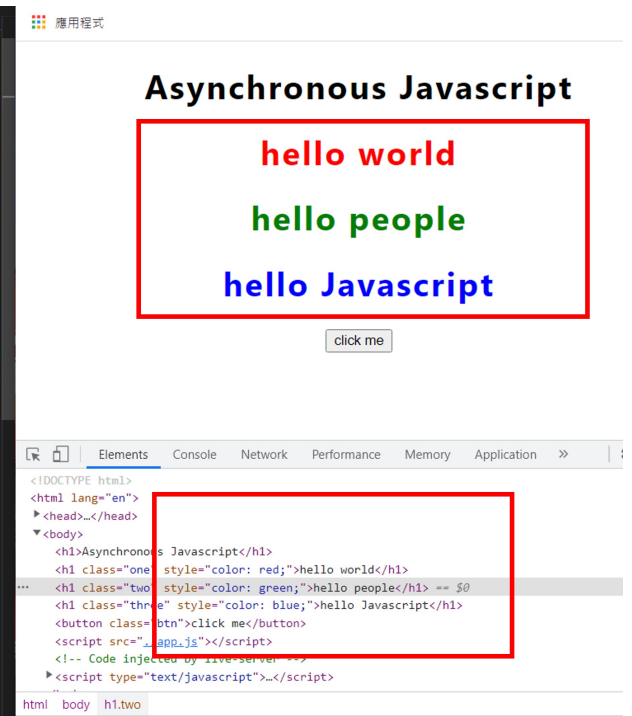 應用程式
Asynchronous Javascript
hello world
hello people
hello Javascript
click me
Elements Console Network Performance Memory Application »
<!DOCTYPE html>
<html lang="en">
<head>…</head>
<body>
<h1>Asynchronous Javascript</h1>
<h1 class="one" style="color: red;">hello world</h1>
<h1 class="two" style="color: green;">hello people</h1> == $0
<h1 class="three" style="color: blue;">hello Javascript</h1>
<button class="btn">click me</button>
<script src="./app.js"></script>
<!-- Code injected by live-server -->
<script type="text/javascript">…</script>
html body h1.two